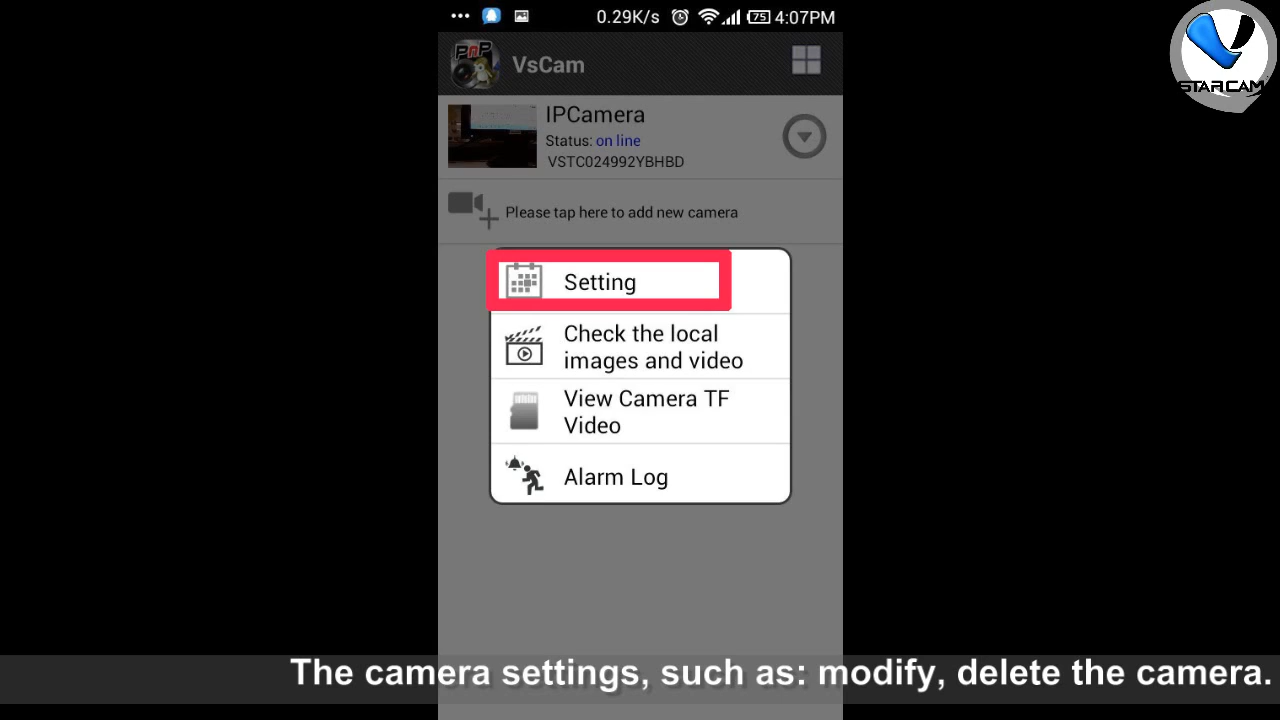 0.29K/s 75 4:07PM
PnP
VsCam
STARCAM
IPCamera
Status: on line
VSTC024992YBHBD
Please tap here to add new camera
Setting
Check the local
images and video
View Camera TF
Video
Alarm Log
The camera settings, such as: modify, delete the camera.